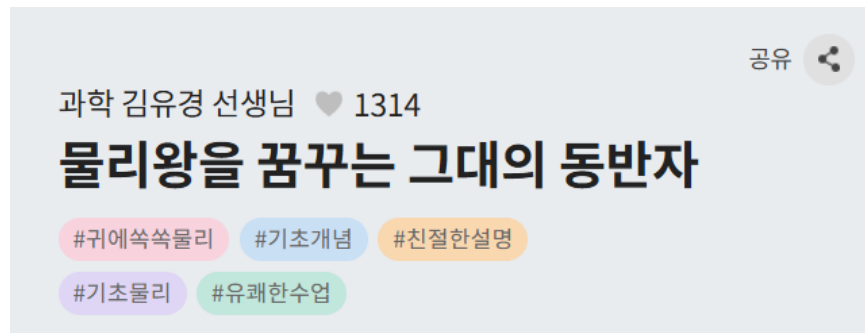 공유
과학 김유경 선생님 1314
물리왕을 꿈꾸는 그대의 동반자
#귀에쏙쏙물리 #기초개념 #친절한설명
#기초물리 #유쾌한수업